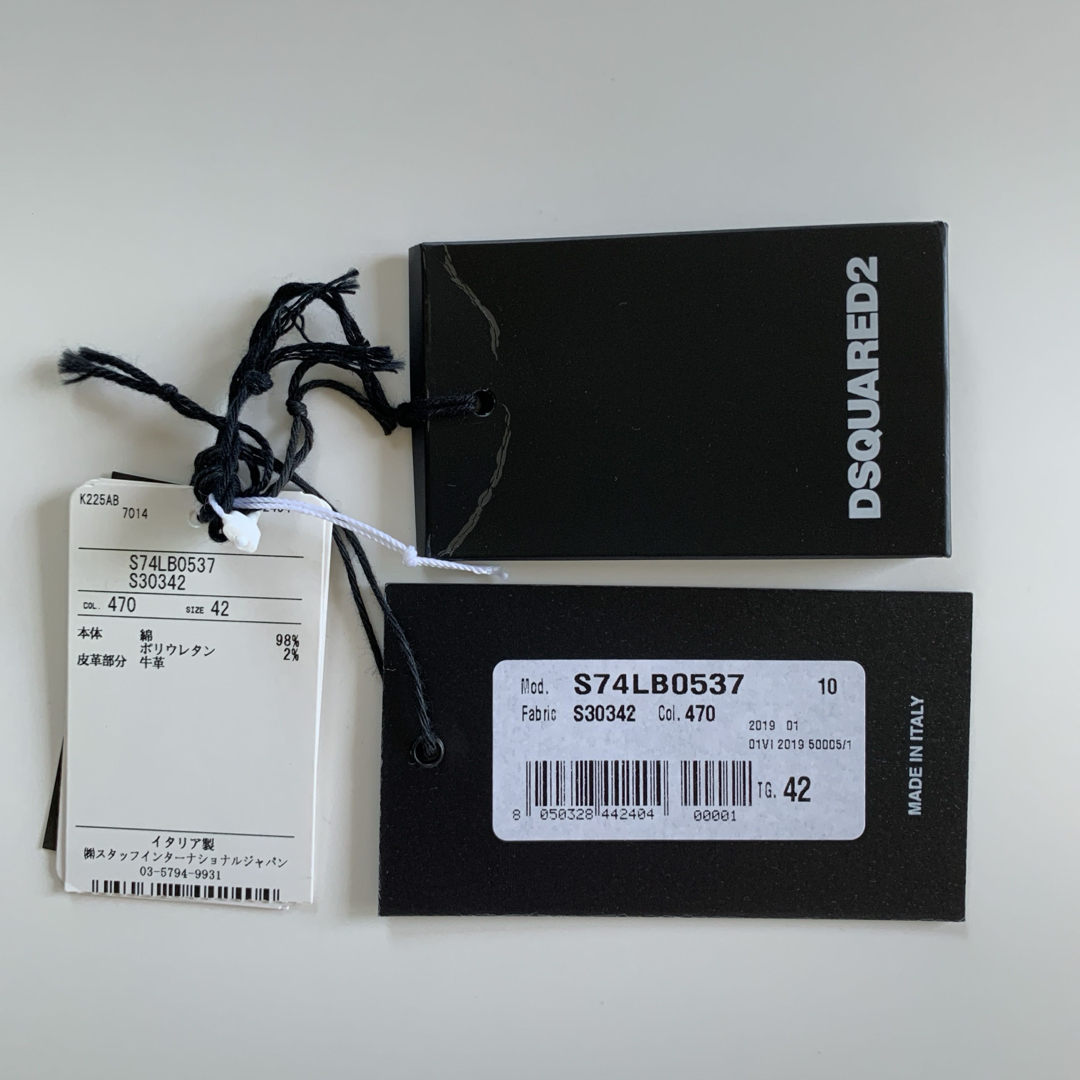 DSQUARED2
K225AB
7014
S74LB0537
S30342
COL. 470 SIZE 42
本体 綿 98%
ポリウレタン 2%
皮革部分 牛革
イタリア製
㈱スタッフインターナショナルジャパン
03-5794-9931
Mod. S74LB0537 10
Fabric S30342 Col. 470
2019 01
01VI 2019 50005/1
TG. 42
8 050328 442404 00001
MADE IN ITALY